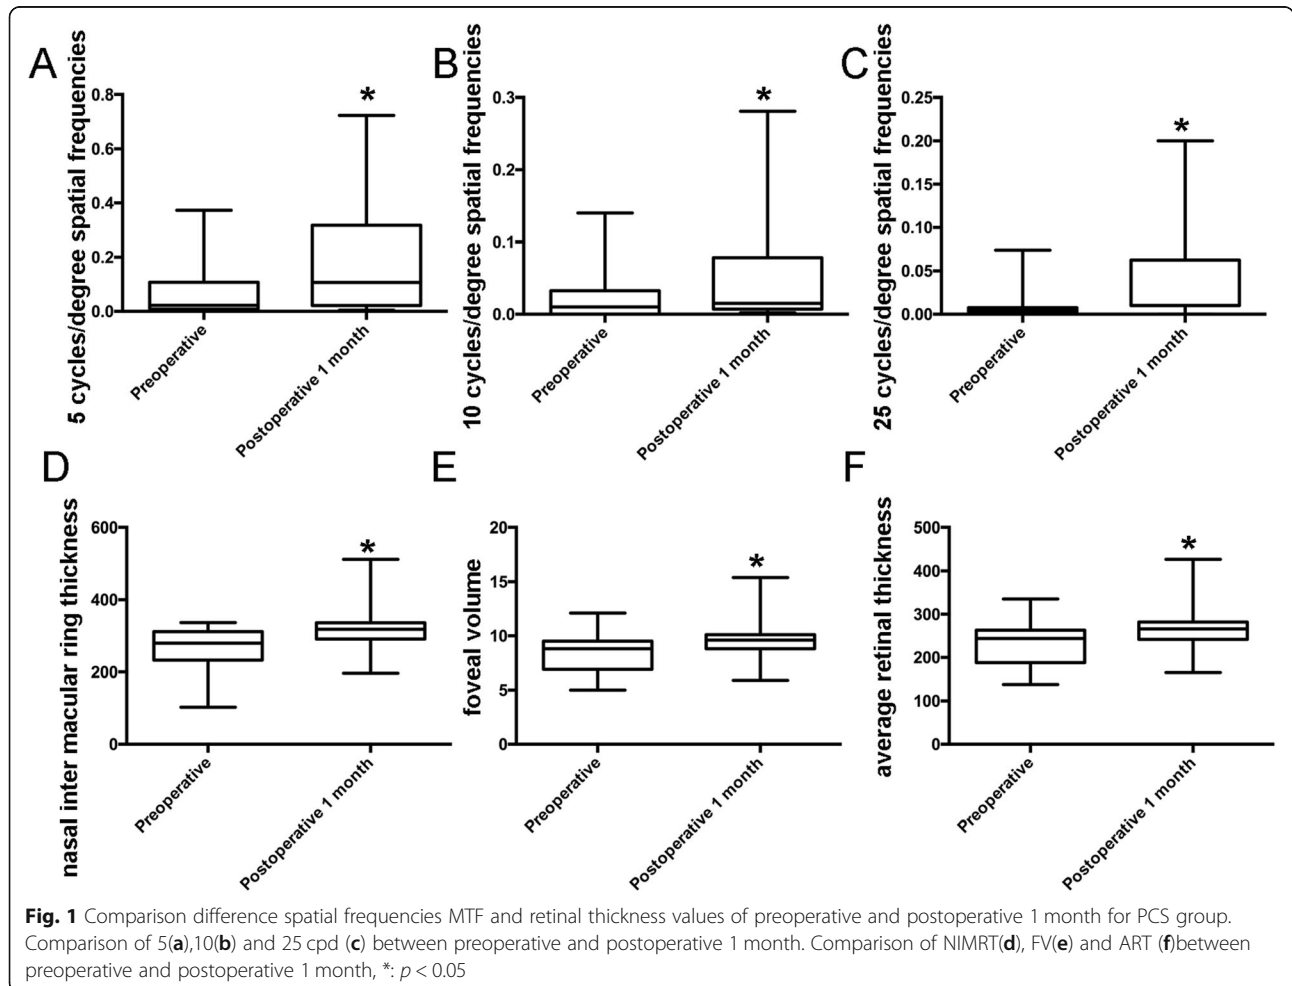 A
5 cycles/degree spatial frequencies
0.8
0.6
0.4
0.2
0.0
*
Preoperative
Postoperative 1 month
B
10 cycles/degree spatial frequencies
0.3
0.2
0.1
0.0
*
Preoperative
Postoperative 1 month
C
25 cycles/degree spatial frequencies
0.25
0.20
0.15
0.10
0.05
0.00
*
Preoperative
Postoperative 1 month
D
nasal inter macular ring thickness
600
400
200
0
*
Preoperative
Postoperative 1 month
E
foveal volume
20
15
10
5
0
*
Preoperative
Postoperative 1 month
F
average retinal thickness
500
400
300
200
100
0
*
Preoperative
Postoperative 1 month
Fig. 1 Comparison difference spatial frequencies MTF and retinal thickness values of preoperative and postoperative 1 month for PCS group.
Comparison of 5(a),10(b) and 25 cpd (c) between preoperative and postoperative 1 month. Comparison of NIMRT(d), FV(e) and ART (f)between
preoperative and postoperative 1 month, *: p < 0.05